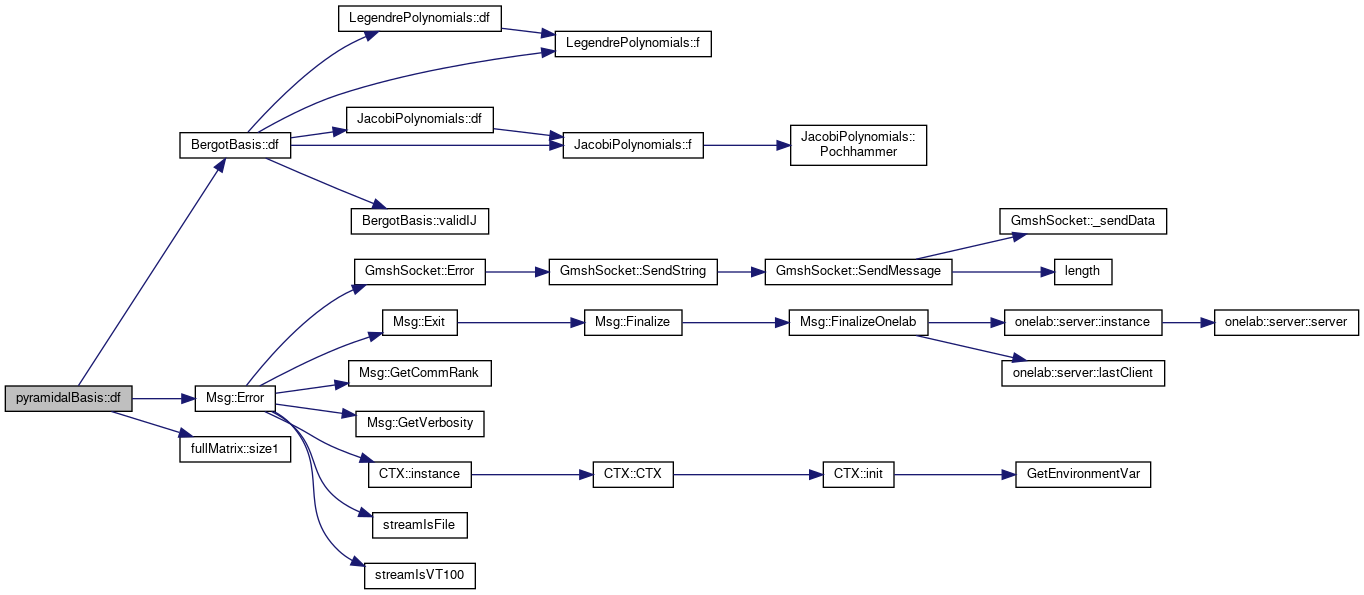 LegendrePolynomials::df
LegendrePolynomials::f
JacobiPolynomials::df
BergotBasis::df
JacobiPolynomials::f
JacobiPolynomials::
Pochhammer
BergotBasis::validIJ
GmshSocket::_sendData
GmshSocket::Error
GmshSocket::SendString
GmshSocket::SendMessage
length
Msg::Exit
Msg::Finalize
Msg::FinalizeOnelab
onelab::server::instance
onelab::server::server
Msg::GetCommRank
onelab::server::lastClient
pyramidalBasis::df
Msg::Error
Msg::GetVerbosity
fullMatrix::size1
CTX::instance
CTX::CTX
CTX::init
GetEnvironmentVar
streamIsFile
streamIsVT100